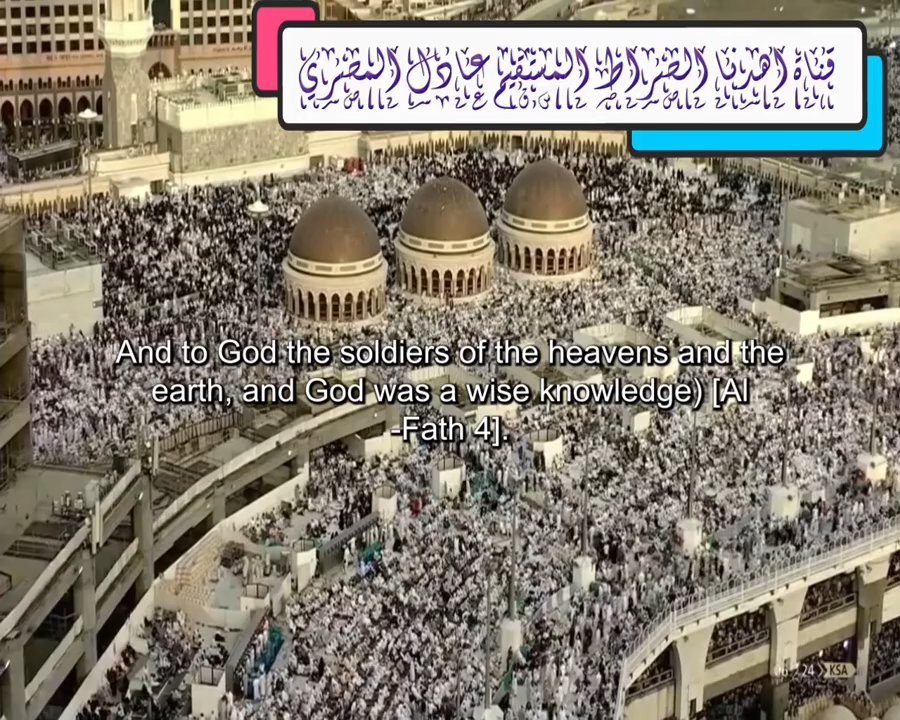 قناة اهدنا الصراط المستقيم عادل المصري
And to God the soldiers of the heavens and the
earth, and God was a wise knowledge) [Al
-Fath 4].
KSA